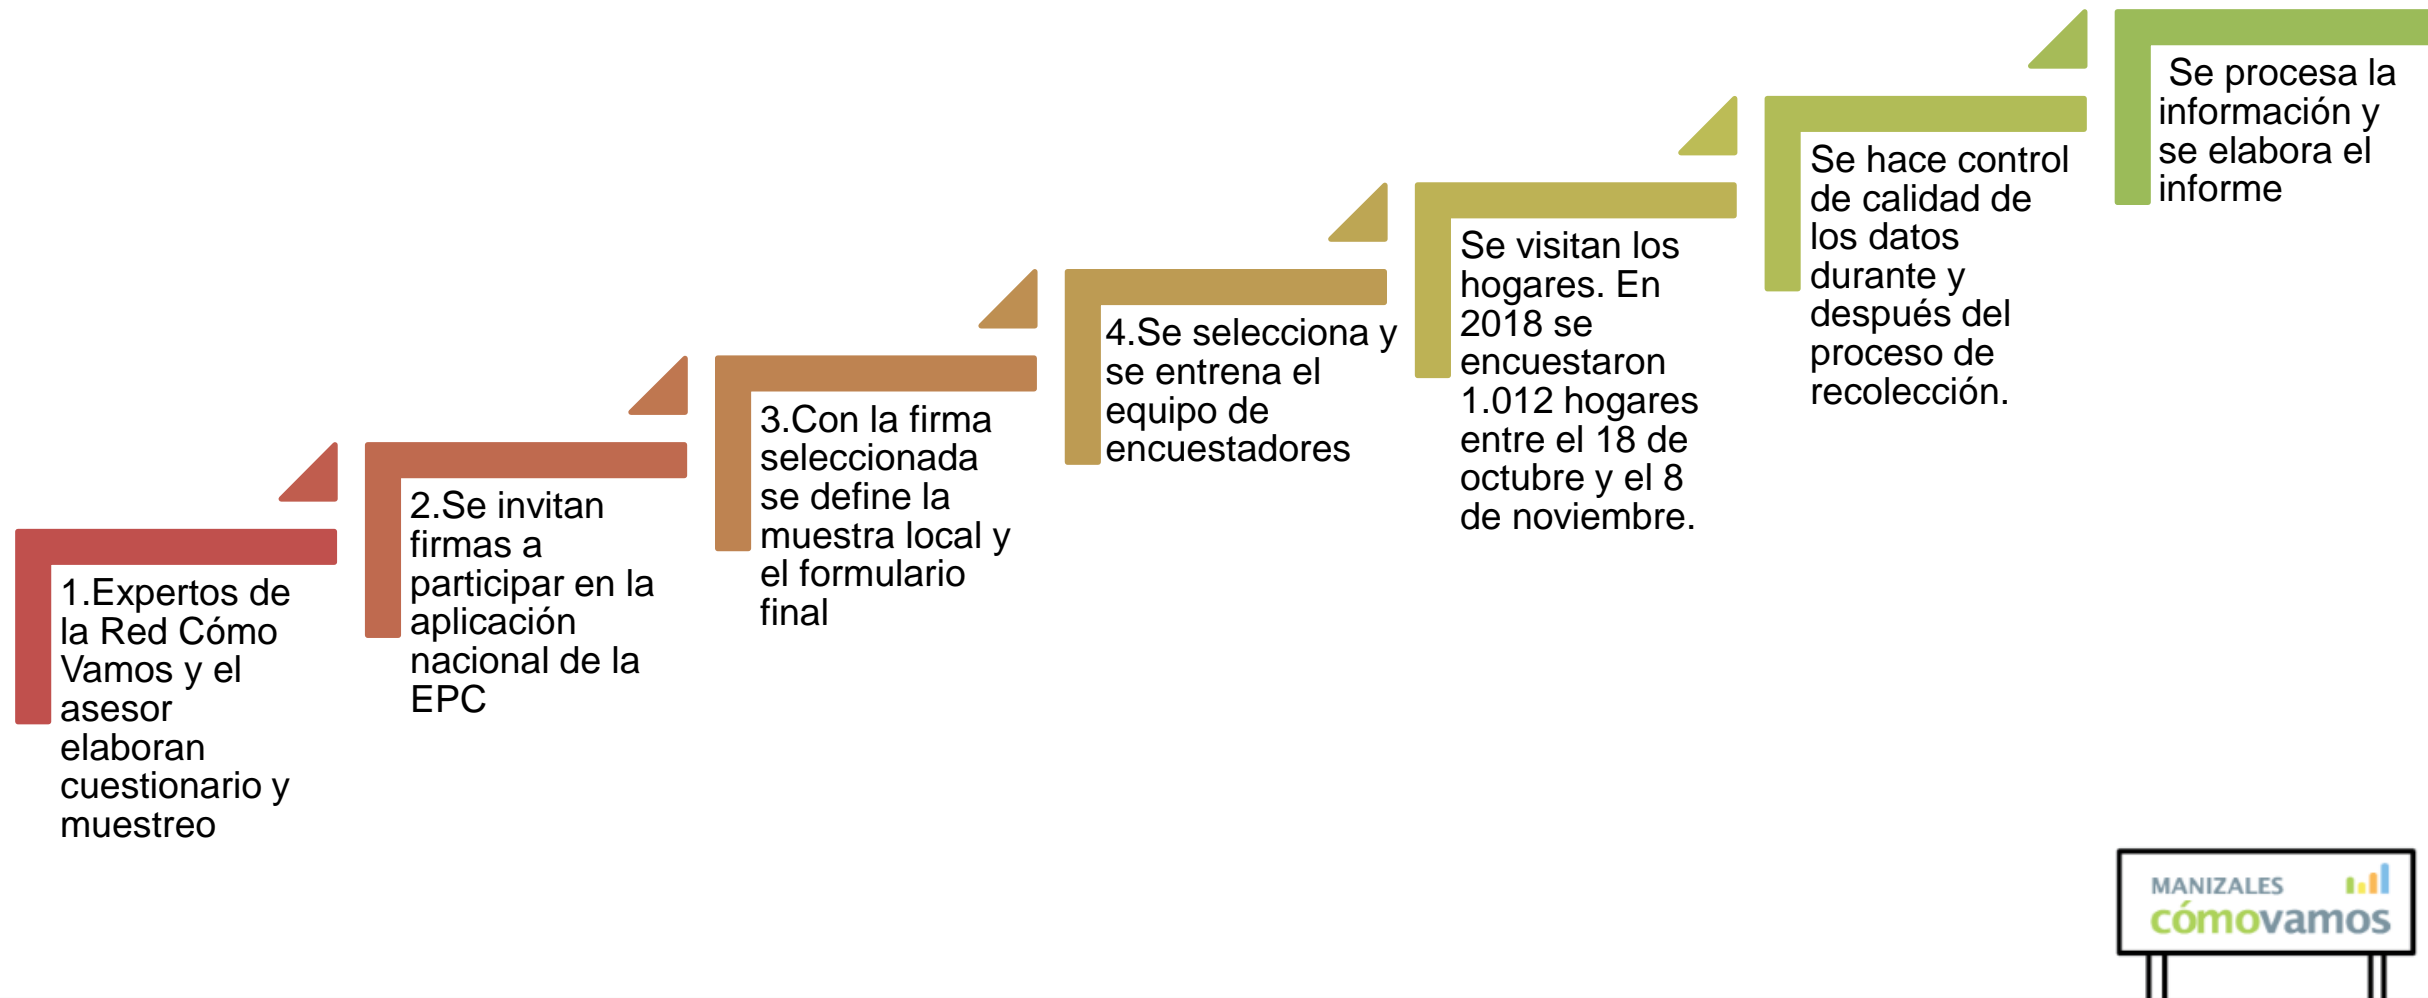 1.Expertos de
la Red Cómo
Vamos y el
asesor
elaboran
cuestionario y
muestreo
2.Se invitan
firmas a
participar en la
aplicación
nacional de la
EPC
3.Con la firma
seleccionada
se define la
muestra local y
el formulario
final
4.Se selecciona y
se entrena el
equipo de
encuestadores
Se visitan los
hogares. En
2018 se
encuestaron
1.012 hogares
entre el 18 de
octubre y el 8
de noviembre.
Se hace control
de calidad de
los datos
durante y
después del
proceso de
recolección.
Se procesa la
información y
se elabora el
informe
MANIZALES
cómovamos